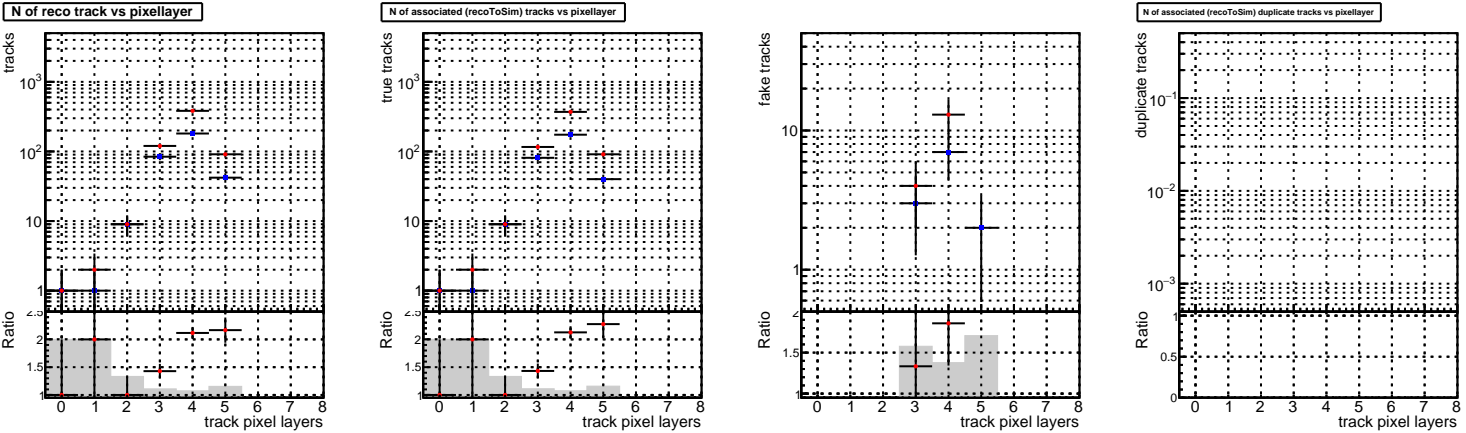 N of reco track vs pixellayer
tracks
10³
10²
10
1
Ratio
2.5
2
1.5
1
0 1 2 3 4 5 6 7 8
track pixel layers
N of associated (recoToSim) tracks vs pixellayer
true tracks
10³
10²
10
1
Ratio
2.5
2
1.5
1
0 1 2 3 4 5 6 7 8
track pixel layers
fake tracks
10
1
Ratio
2
1.5
1
0 1 2 3 4 5 6 7 8
track pixel layers
N of associated (recoToSim) duplicate tracks vs pixellayer
duplicate tracks
10⁻¹
10⁻²
10⁻³
Ratio
1
0.5
0
0 1 2 3 4 5 6 7 8
track pixel layers